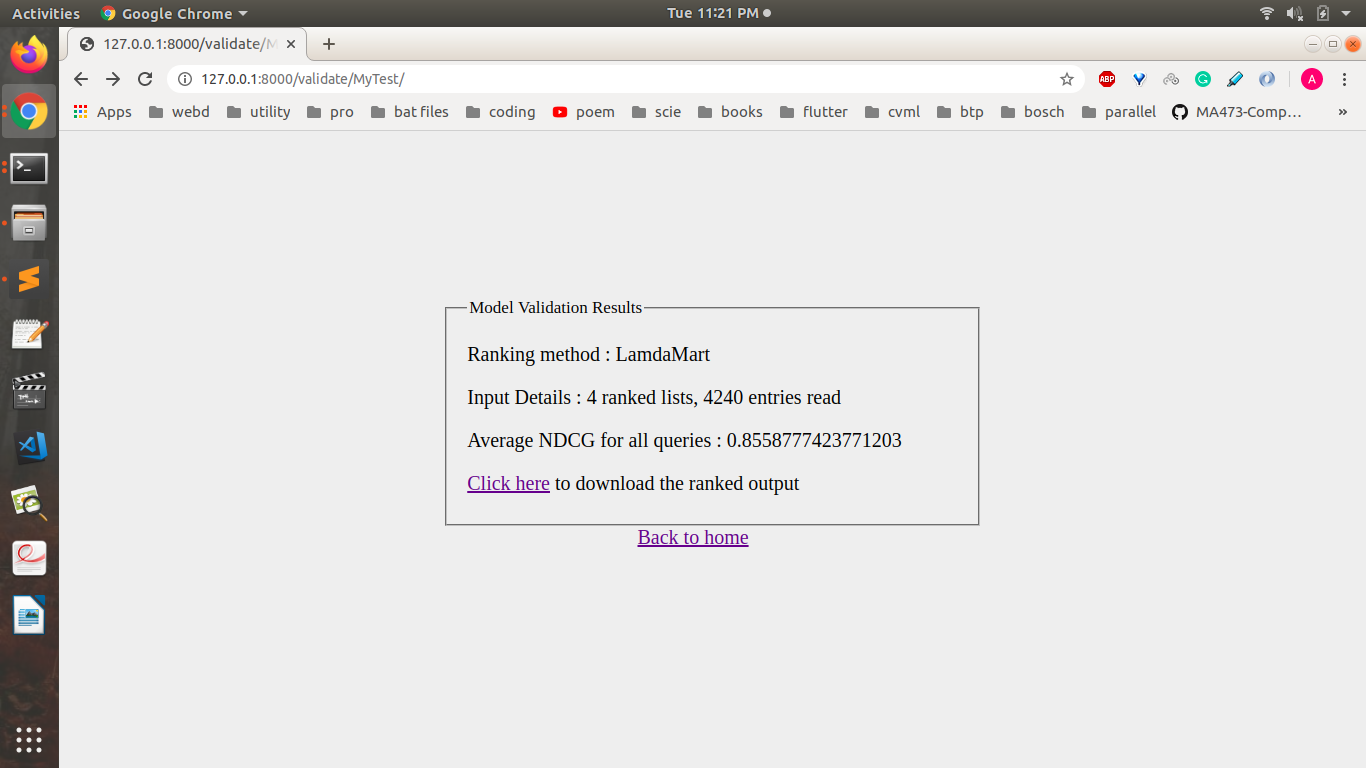 Activities
Google Chrome
Tue 11:21 PM
127.0.0.1:8000/validate/M
127.0.0.1:8000/validate/MyTest/
ABP
A
Apps
webd
utility
pro
bat files
coding
poem
scie
books
flutter
cvml
btp
bosch
parallel
MA473-Comp…
»
Model Validation Results
Ranking method : LamdaMart
Input Details : 4 ranked lists, 4240 entries read
Average NDCG for all queries : 0.8558777423771203
Click here to download the ranked output
Back to home